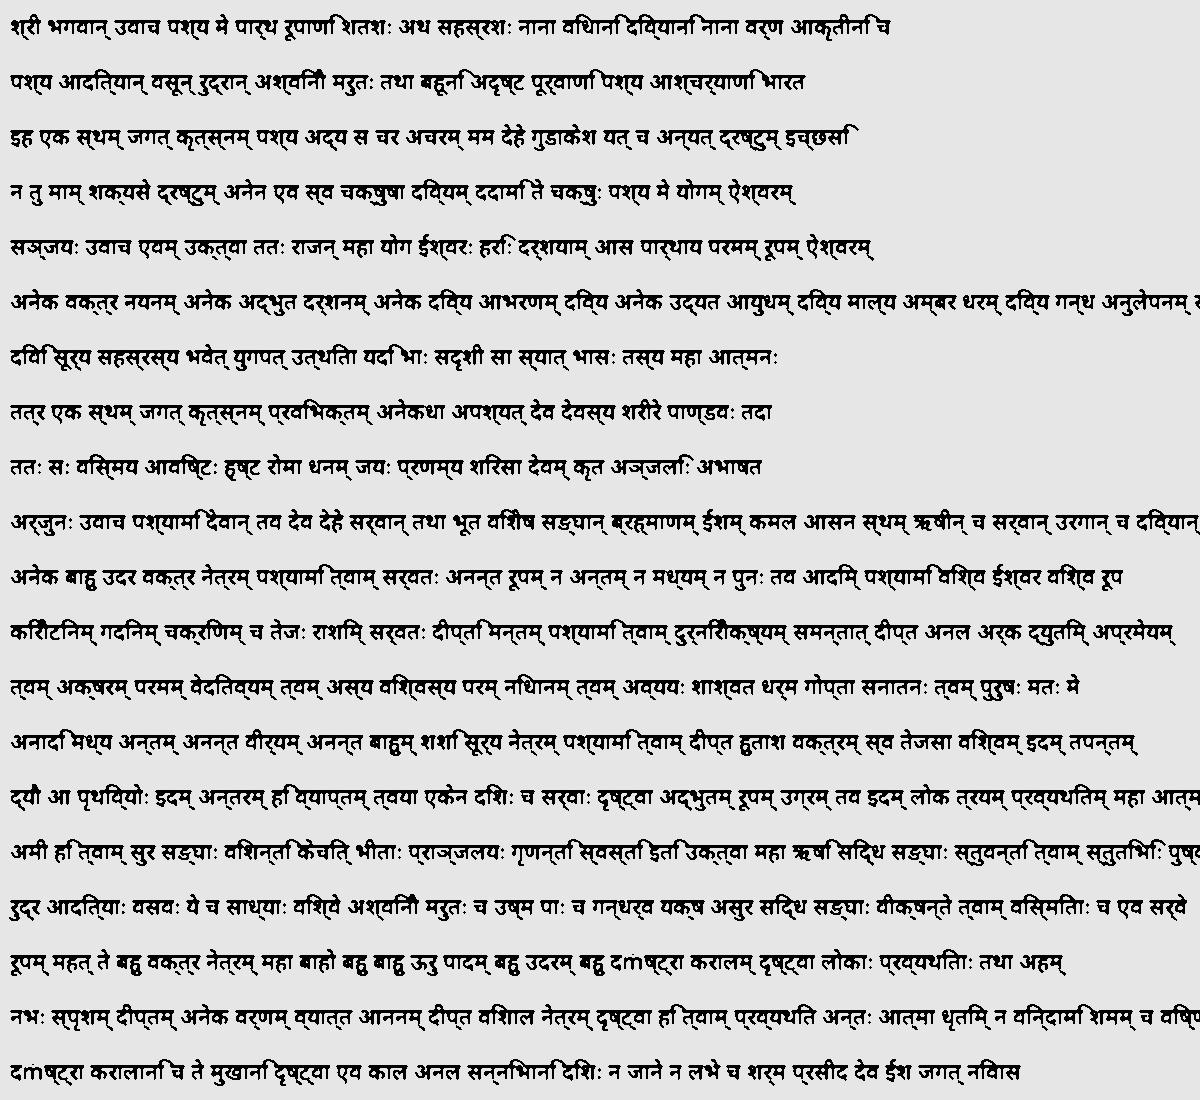 श्री भगवान् उवाच पश्य मे पार्थ रूपाणि शतशः अथ सहस्रशः नाना विधानि दिव्यानि नाना वर्ण आकृतीनि च
पश्य आदित्यान् वसून् रुद्रान् अश्विनौ मरुतः तथा बहूनि अदृष्ट पूर्वाणि पश्य आश्चर्याणि भारत
इह एक स्थम् जगत् कृत्स्नम् पश्य अद्य स चर अचरम् मम देहे गुडाकेश यत् च अन्यत् द्रष्टुम् इच्छसि
न तु माम् शक्यसे द्रष्टुम् अनेन एव स्व चक्षुषा दिव्यम् ददामि ते चक्षुः पश्य मे योगम् ऐश्वरम्
सञ्जयः उवाच एवम् उक्त्वा ततः राजन् महा योग ईश्वरः हरिः दर्शयाम् आस पार्थाय परमम् रूपम् ऐश्वरम्
अनेक वक्त्र नयनम् अनेक अद्भुत दर्शनम् अनेक दिव्य आभरणम् दिव्य अनेक उद्यत आयुधम् दिव्य माल्य अम्बर धरम् दिव्य गन्ध अनुलेपनम्
दिवि सूर्य सहस्रस्य भवेत् युगपत् उत्थिता यदि भाः सदृशी सा स्यात् भासः तस्य महा आत्मनः
तत्र एक स्थम् जगत् कृत्स्नम् प्रविभक्तम् अनेकधा अपश्यत् देव देवस्य शरीरे पाण्डवः तदा
ततः सः विस्मय आविष्टः हृष्ट रोमा धनम् जयः प्रणम्य शिरसा देवम् कृत अञ्जलिः अभाषत
अर्जुनः उवाच पश्यामि देवान् तव देव देहे सर्वान् तथा भूत विशेष सङ्घान् ब्रह्माणम् ईशम् कमल आसन स्थम् ऋषीन् च सर्वान् उरगान् च दिव्यान्
अनेक बाहु उदर वक्त्र नेत्रम् पश्यामि त्वाम् सर्वतः अनन्त रूपम् न अन्तम् न मध्यम् न पुनः तव आदिम् पश्यामि विश्व ईश्वर विश्व रूप
किरीटिनम् गदिनम् चक्रिणम् च तेजः राशिम् सर्वतः दीप्ति मन्तम् पश्यामि त्वाम् दुर्निरीक्ष्यम् समन्तात् दीप्त अनल अर्क द्युतिम् अप्रमेयम्
त्वम् अक्षरम् परमम् वेदितव्यम् त्वम् अस्य विश्वस्य परम् निधानम् त्वम् अव्ययः शाश्वत धर्म गोप्ता सनातनः त्वम् पुरुषः मतः मे
अनादि मध्य अन्तम् अनन्त वीर्यम् अनन्त बाहुम् शशि सूर्य नेत्रम् पश्यामि त्वाम् दीप्त हुताश वक्त्रम् स्व तेजसा विश्वम् इदम् तपन्तम्
द्यौ आ पृथिव्योः इदम् अन्तरम् हि व्याप्तम् त्वया एकेन दिशः च सर्वाः दृष्ट्वा अद्भुतम् रूपम् उग्रम् तव इदम् लोक त्रयम् प्रव्यथितम् महा
अमी हि त्वाम् सुर सङ्घाः विशन्ति केचित् भीताः प्राञ्जलयः गृणन्ति स्वस्ति इति उक्त्वा महा ऋषि सिद्धि सङ्घाः स्तुवन्ति त्वाम् स्तुतिभिः
रुद्र आदित्याः वसवः ये च साध्याः विश्वे अश्विनौ मरुतः च उष्म पाः च गन्धर्व यक्ष असुर सिद्धि सङ्घाः वीक्षन्ते त्वाम् विस्मिताः च एव सर्वे
रूपम् महत् ते बहु वक्त्र नेत्रम् महा बाहो बहु बाहु ऊरु पादम् बहु उदरम् बहु दṁष्ट्रा करालम् दृष्ट्वा लोकाः प्रव्यथिताः तथा अहम्
नभः स्पृशम् दीप्तम् अनेक वर्णम् व्यात्त आननम् दीप्त विशाल नेत्रम् दृष्ट्वा हि त्वाम् प्रव्यथित अन्तः आत्मा धृतिम् न विन्दामि शमम् च
दṁष्ट्रा करालानि च ते मुखानि दृष्ट्वा एव काल अनल सन्निभानि दिशः न जाने न लभे च शर्म प्रसीद देव ईश जगत् निवास